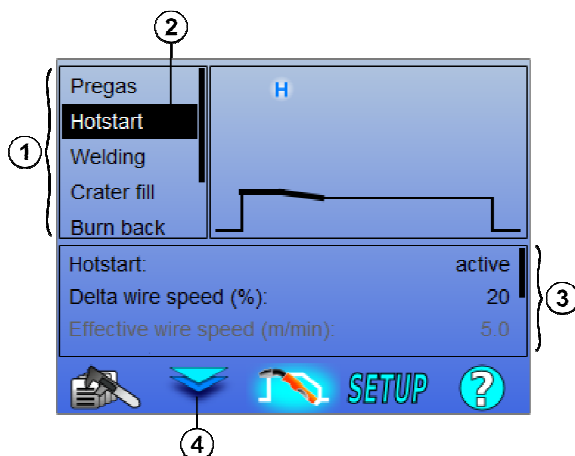 2
Pregas
H
Hotstart
1
Welding
Crater fill
Burn back
Hotstart: active
Delta wire speed (%): 20
3
Effective wire speed (m/min): 5.0
SETUP ?
4